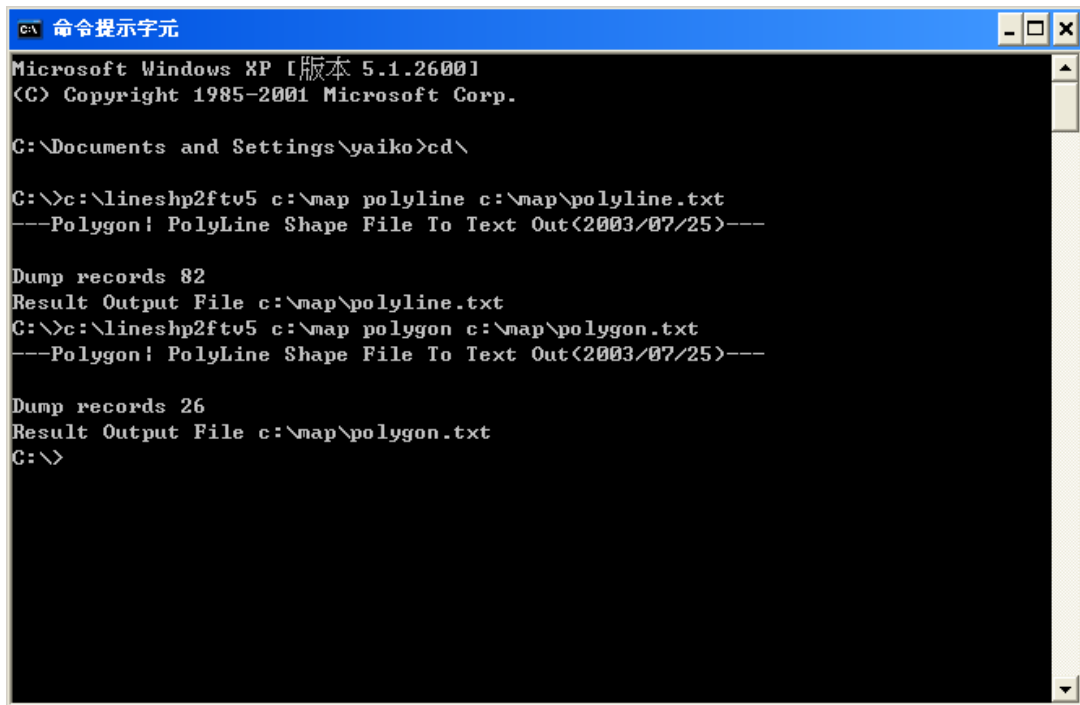 命令提示字元
Microsoft Windows XP [版本 5.1.2600]
(C) Copyright 1985-2001 Microsoft Corp.
C:\Documents and Settings\yaiko>cd\
C:\>c:\lineshp2ftv5 c:\map polyline c:\map\polyline.txt
---Polygon¦ PolyLine Shape File To Text Out(2003/07/25)---
Dump records 82
Result Output File c:\map\polyline.txt
C:\>c:\lineshp2ftv5 c:\map polygon c:\map\polygon.txt
---Polygon¦ PolyLine Shape File To Text Out(2003/07/25)---
Dump records 26
Result Output File c:\map\polygon.txt
C:\>